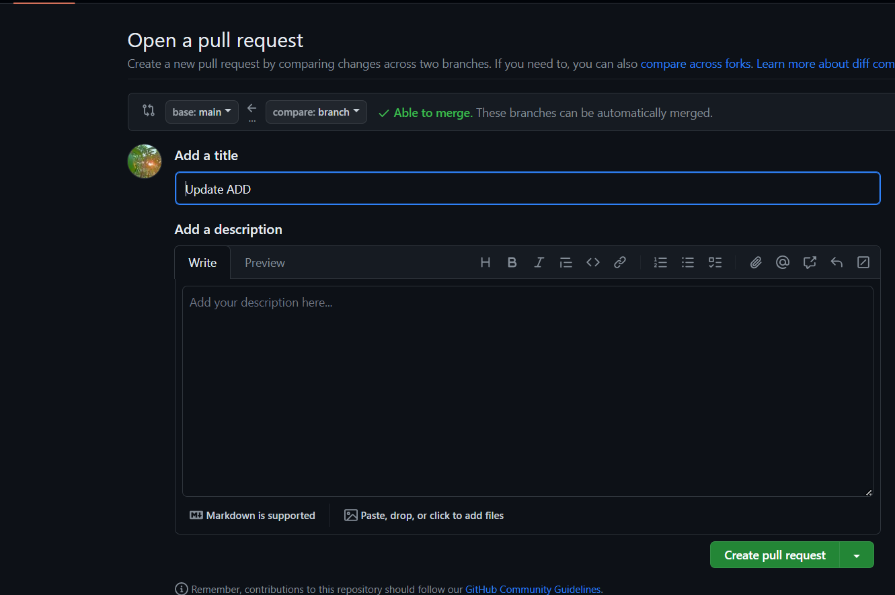 Open a pull request
Create a new pull request by comparing changes across two branches. If you need to, you can also compare across forks. Learn more about diff com
base: main
compare: branch
Able to merge. These branches can be automatically merged.
Add a title
Update ADD
Add a description
Write Preview
Add your description here...
Markdown is supported
Paste, drop, or click to add files
Create pull request
Remember, contributions to this repository should follow our GitHub Community Guidelines.